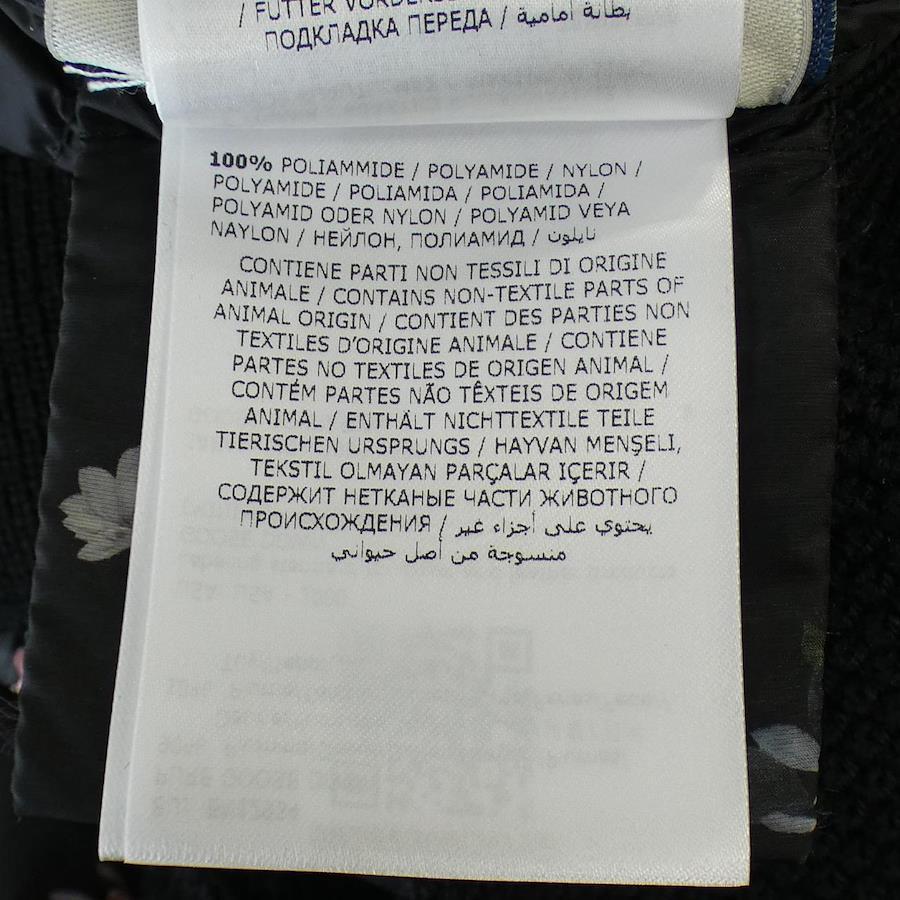 / FUTTER
ПОДКЛАДКА ПЕРЕДА / بطانة أمامية
100% POLIAMMIDE / POLYAMIDE / NYLON /
POLYAMIDE / POLIAMIDA / POLIAMIDA /
POLYAMID ODER NYLON / POLYAMID VEYA
NAYLON / НЕЙЛОН, ПОЛИАМИД / نايلون
CONTIENE PARTI NON TESSILI DI ORIGINE
ANIMALE / CONTAINS NON-TEXTILE PARTS OF
ANIMAL ORIGIN / CONTIENT DES PARTIES NON
TEXTILES D'ORIGINE ANIMALE / CONTIENE
PARTES NO TEXTILES DE ORIGEN ANIMAL /
CONTÉM PARTES NÃO TÊXTEIS DE ORIGEM
ANIMAL / ENTHÄLT NICHTTEXTILE TEILE
TIERISCHEN URSPRUNGS / HAYVAN MENŞELİ,
TEKSTIL OLMAYAN PARÇALAR IÇERIR /
СОДЕРЖИТ НЕТКАНЫЕ ЧАСТИ ЖИВОТНОГО
ПРОИСХОЖДЕНИЯ / يحتوي على أجزاء غير
منسوجة من أصل حيواني